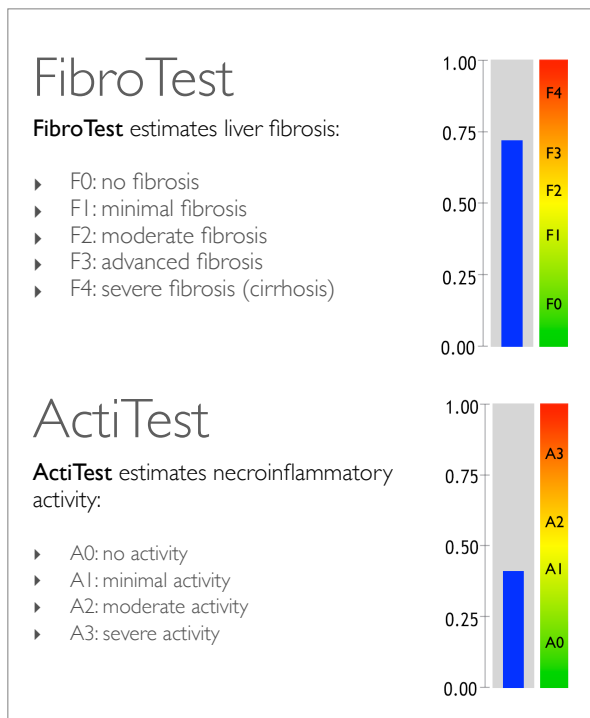 FibroTest
FibroTest estimates liver fibrosis:
F0: no fibrosis
F1: minimal fibrosis
F2: moderate fibrosis
F3: advanced fibrosis
F4: severe fibrosis (cirrhosis)
1.00
0.75
0.50
0.25
0.00
F4
F3
F2
F1
F0
ActiTest
ActiTest estimates necroinflammatory
activity:
A0: no activity
A1: minimal activity
A2: moderate activity
A3: severe activity
1.00
0.75
0.50
0.25
0.00
A3
A2
A1
A0